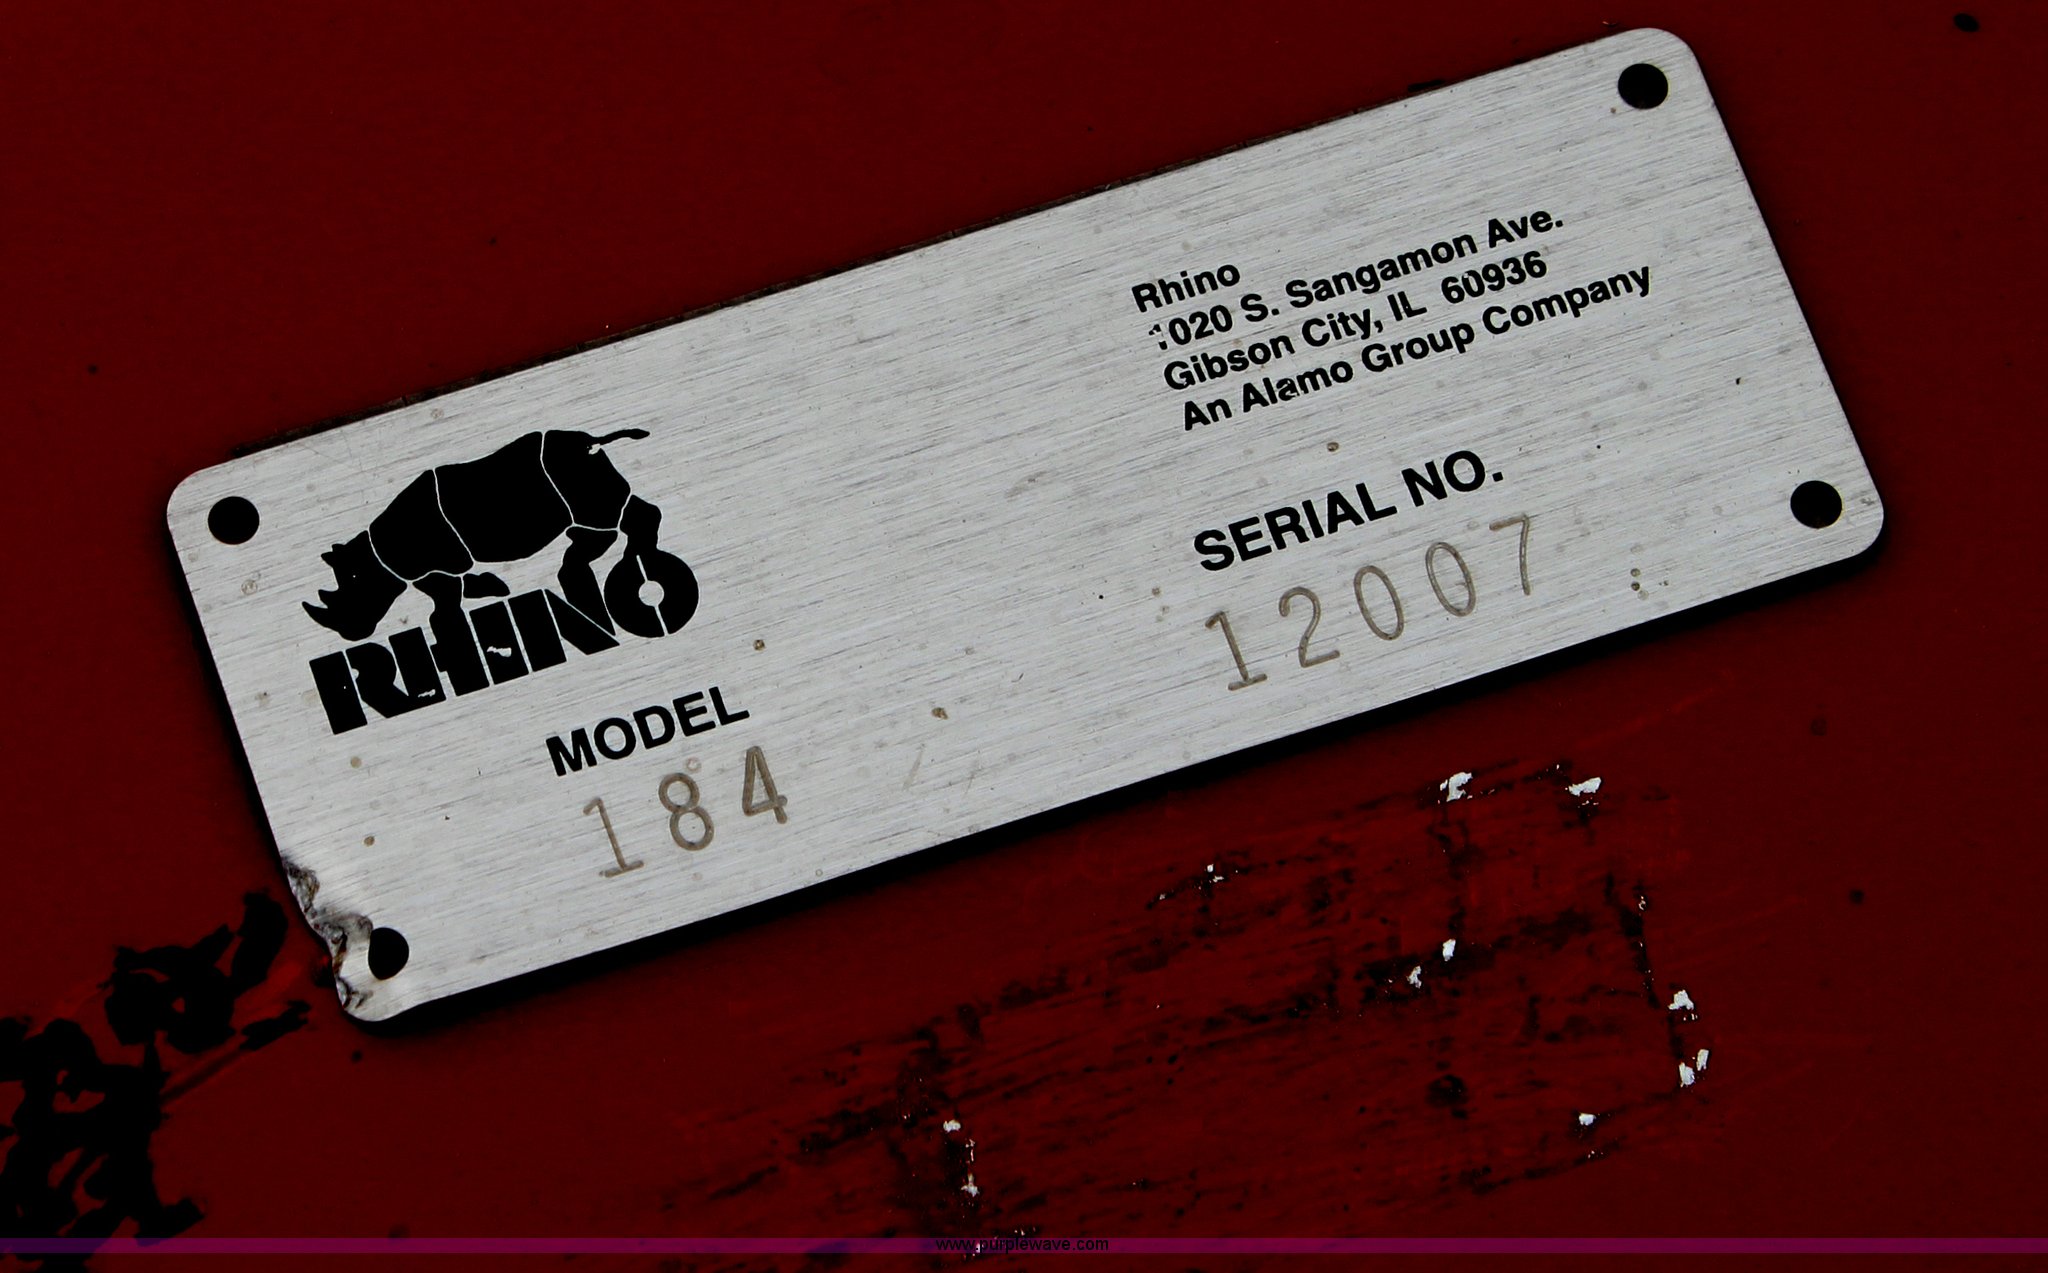 Rhino
1020 S. Sangamon Ave.
Gibson City, IL 60936
An Alamo Group Company
RHINO
SERIAL NO.
12007
MODEL
184
www.purplewave.com